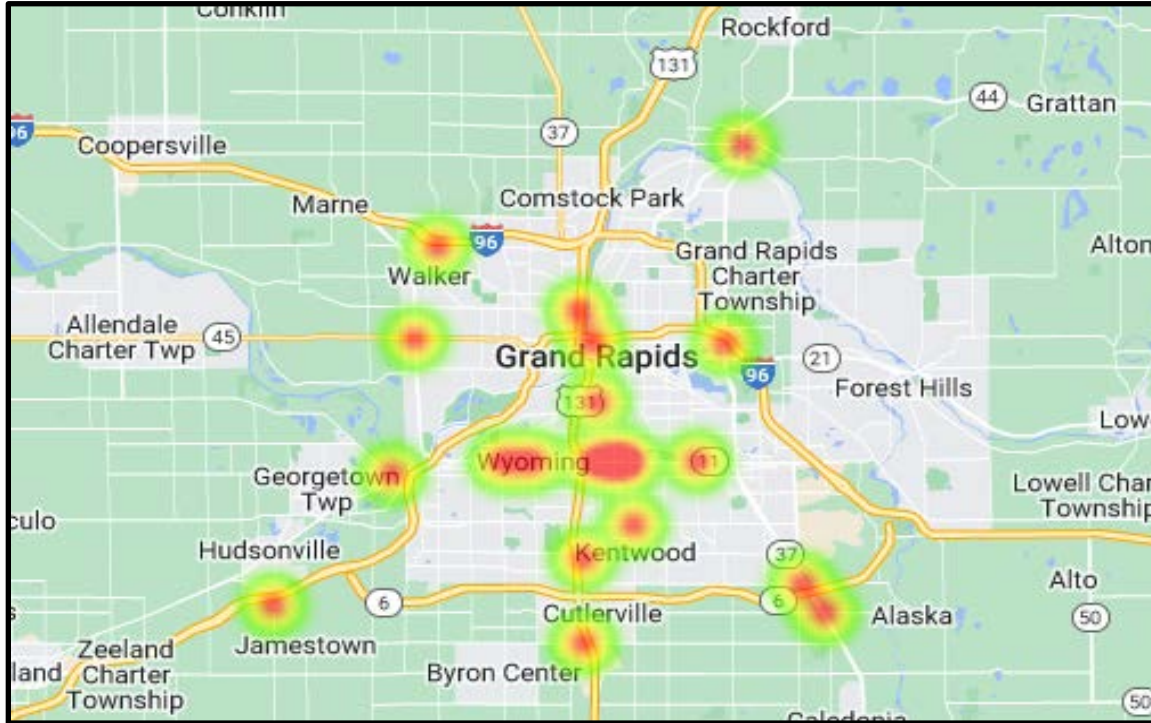 Conklin
Rockford
131
44
Grattan
96
37
Coopersville
Comstock Park
Marne
96
Grand Rapids
Charter
Township
Alton
Walker
Allendale
Charter Twp
45
Grand Rapids
21
96
Forest Hills
131
Low
Wyoming
11
Georgetown
Twp
Lowell Char
Township
culo
Hudsonville
Kentwood
37
Alto
6
6
Cutlerville
Alaska
50
Jamestown
Zeeland
Charter
Township
land
Byron Center
50
Caledonia